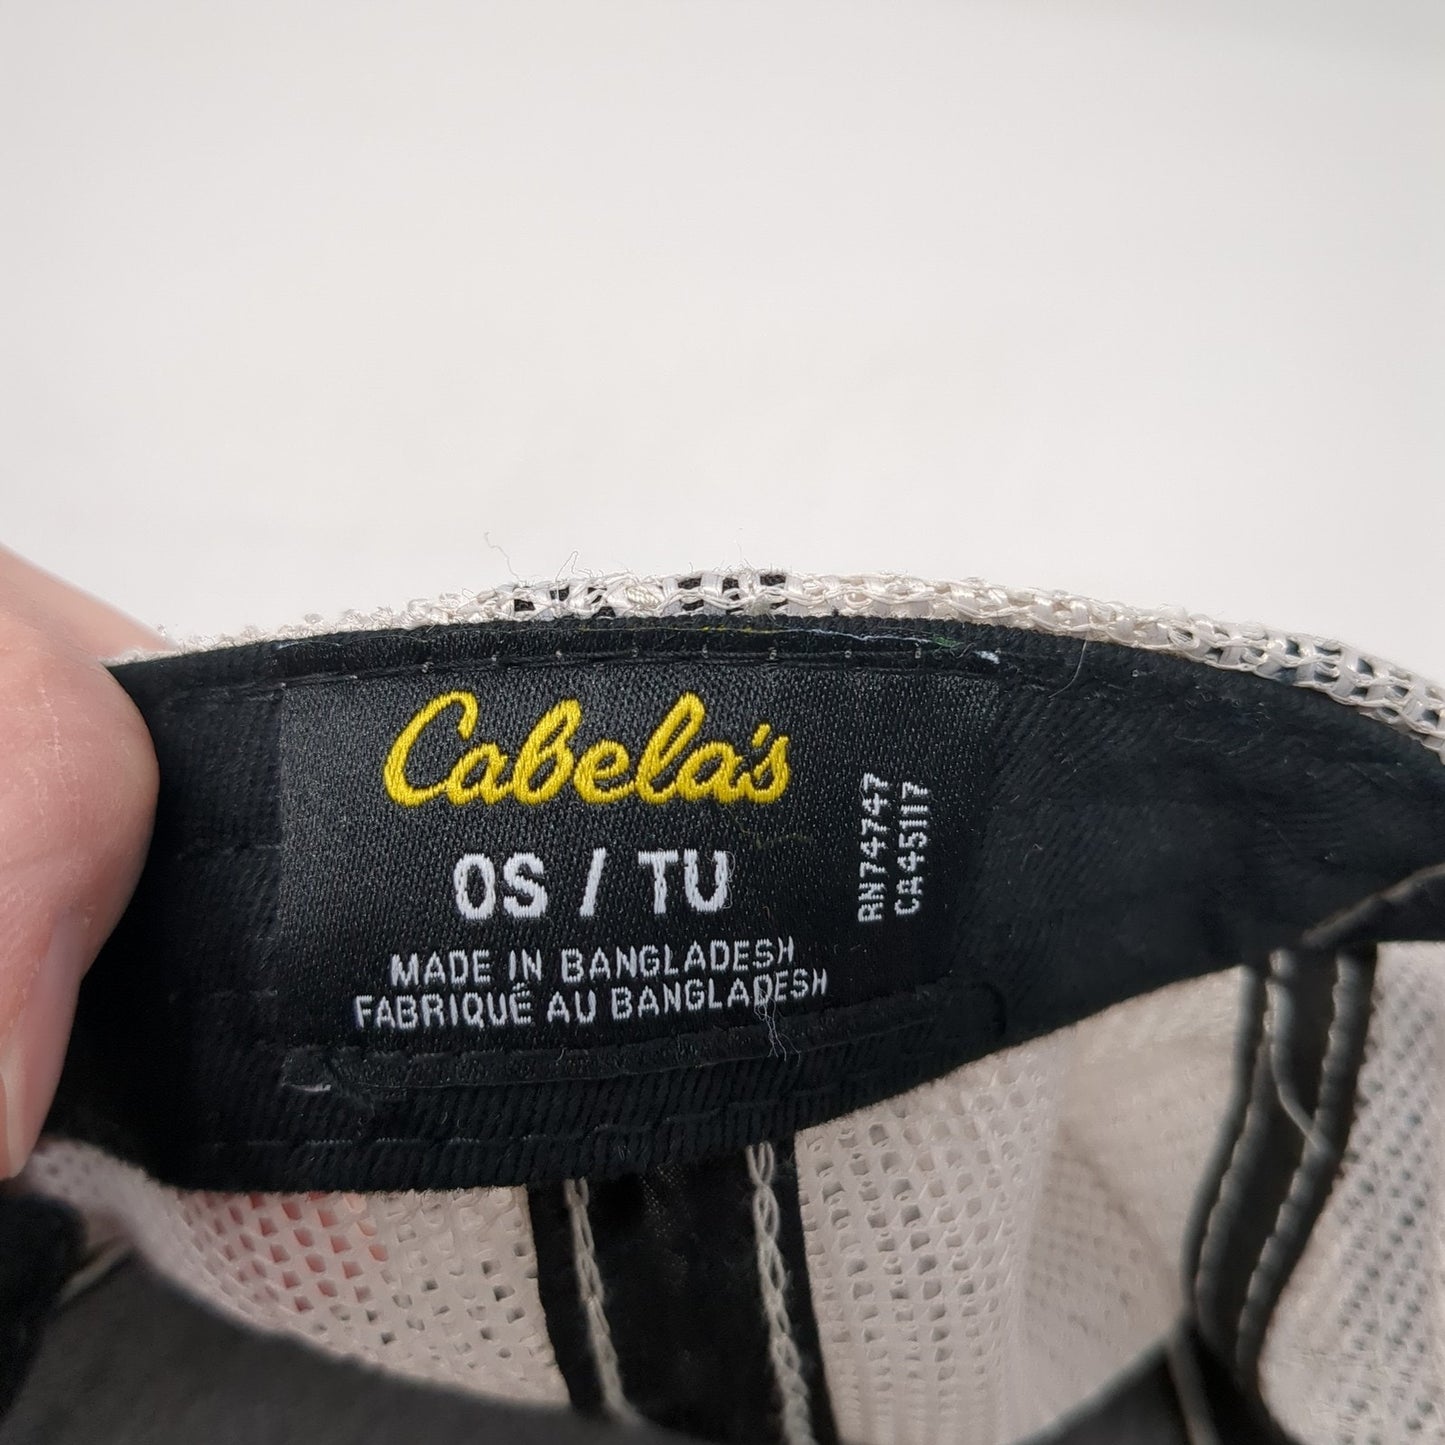 Cabela's
OS / TU
MADE IN BANGLADESH
FABRIQUÉ AU BANGLADESH
RN74747
CA45117